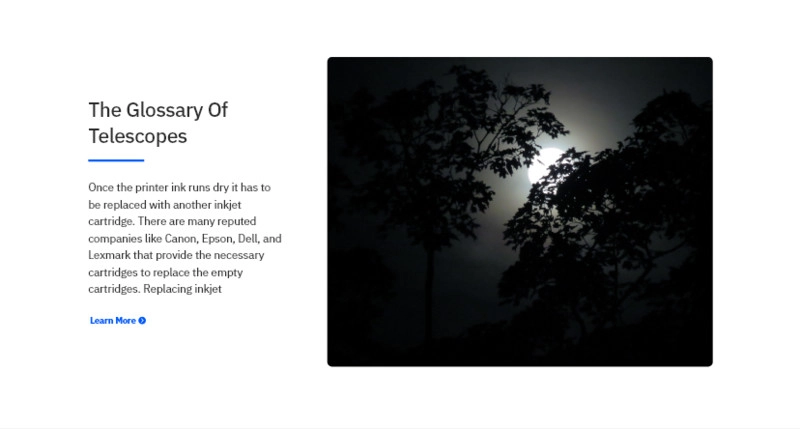 The Glossary Of
Telescopes
Once the printer ink runs dry it has to
be replaced with another inkjet
cartridge. There are many reputed
companies like Canon, Epson, Dell, and
Lexmark that provide the necessary
cartridges to replace the empty
cartridges. Replacing inkjet
Learn More